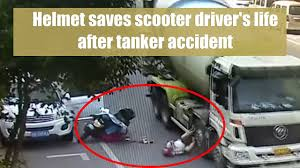 Helmet saves scooter driver's life
after tanker accident